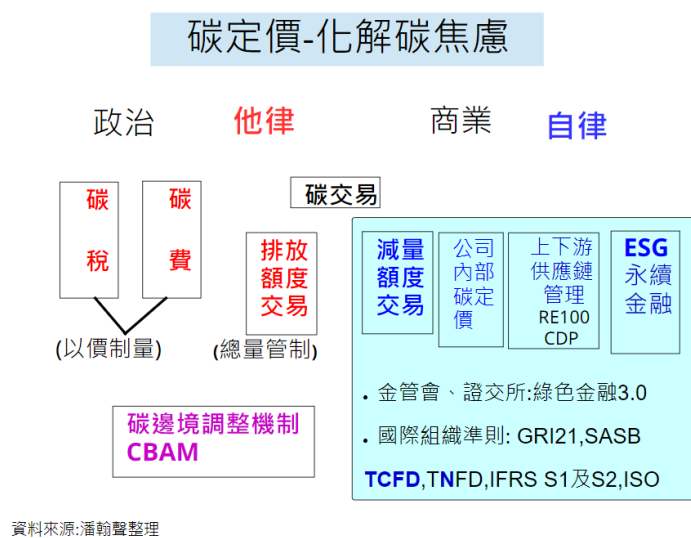 碳定價-化解碳焦慮
政治 他律 商業 自律
碳交易
碳
稅
碳
費
排放
額度
交易
減量
額度
交易
公司
內部
碳定
價
上下游
供應鏈
管理
RE100
CDP
ESG
永續
金融
(以價制量)
(總量管制)
碳邊境調整機制
CBAM
. 金管會、證交所:綠色金融3.0
. 國際組織準則: GRI21,SASB
TCFD,TNFD,IFRS S1及S2,ISO
資料來源:潘翰聲整理